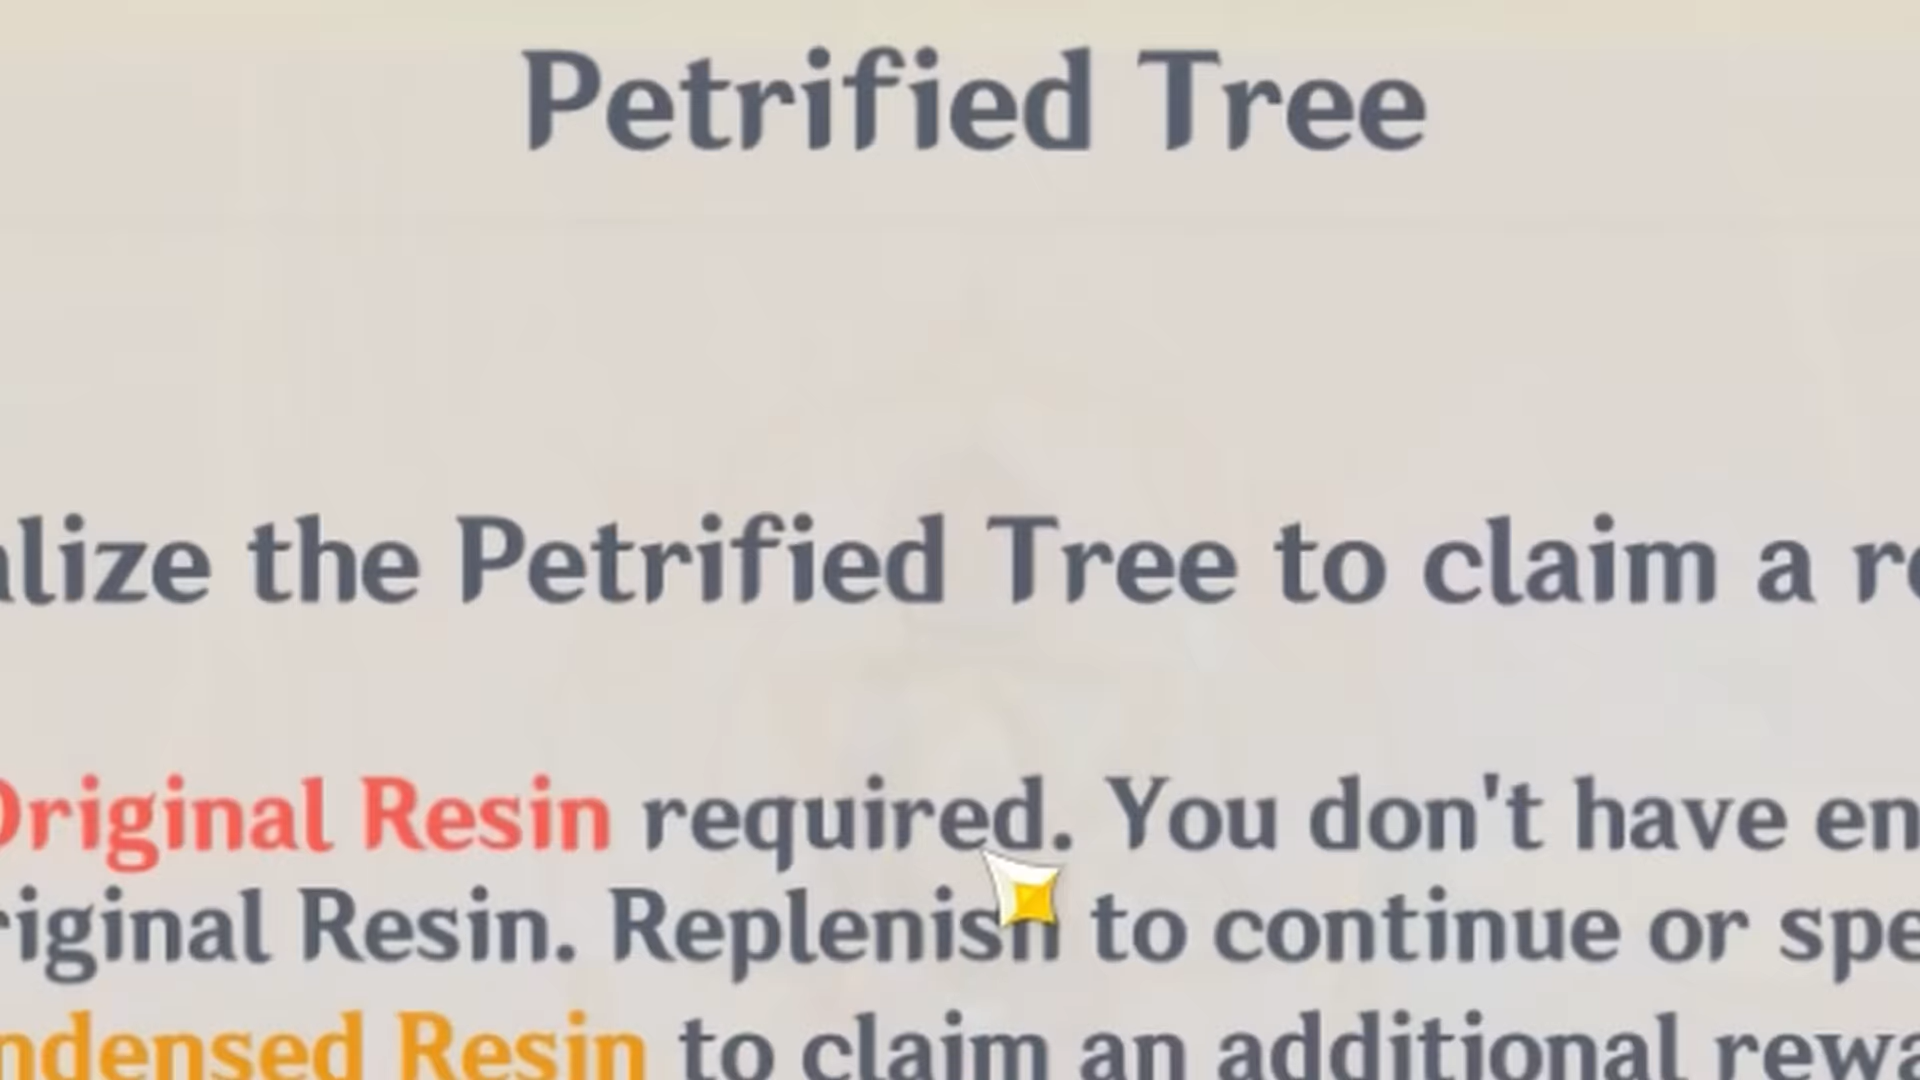 Petrified Tree
alize the Petrified Tree to claim a re
Original Resin required. You don't have en
riginal Resin. Replenish to continue or spe
ndensed Resin to claim an additional rewa